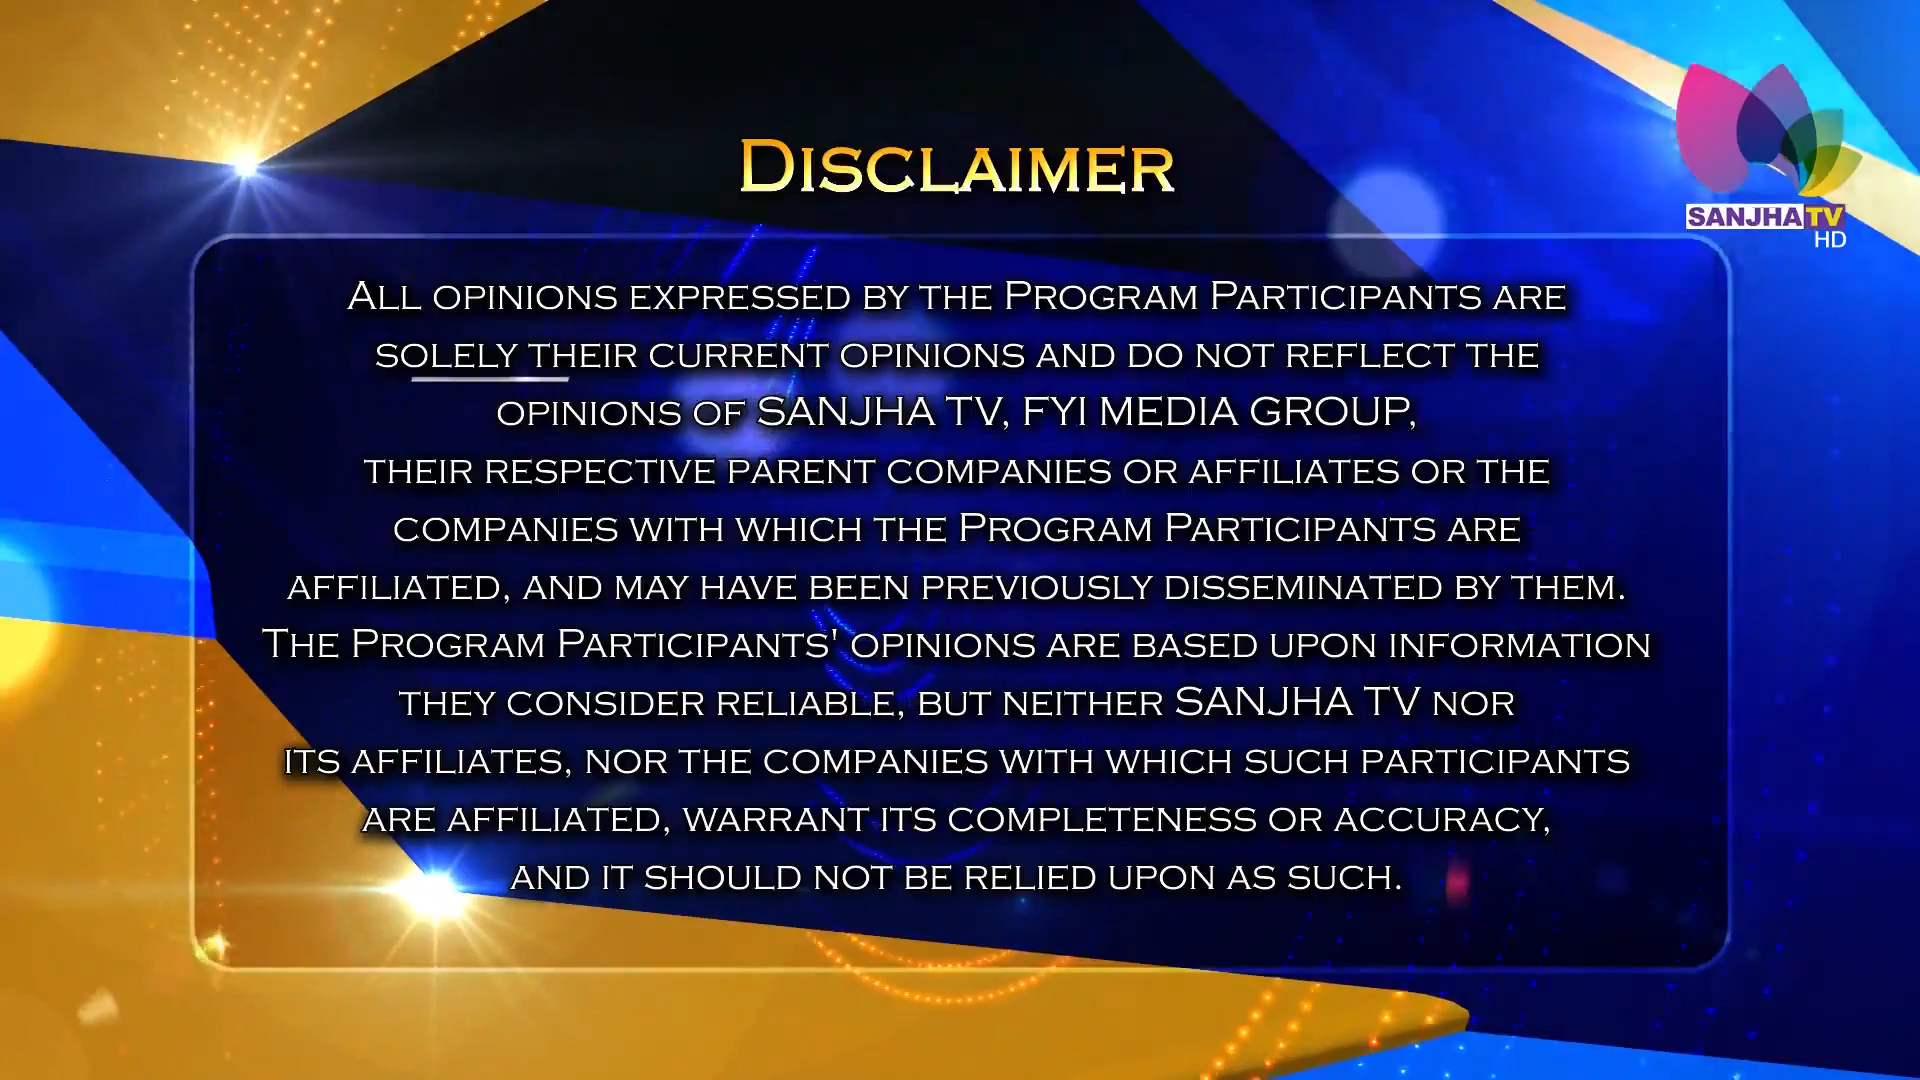 Disclaimer
SANJHA TV
HD
All opinions expressed by the Program Participants are
solely their current opinions and do not reflect the
opinions of SANJHA TV, FYI MEDIA GROUP,
their respective parent companies or affiliates or the
companies with which the Program Participants are
affiliated, and may have been previously disseminated by them.
The Program Participants' opinions are based upon information
they consider reliable, but neither SANJHA TV nor
its affiliates, nor the companies with which such participants
are affiliated, warrant its completeness or accuracy,
and it should not be relied upon as such.